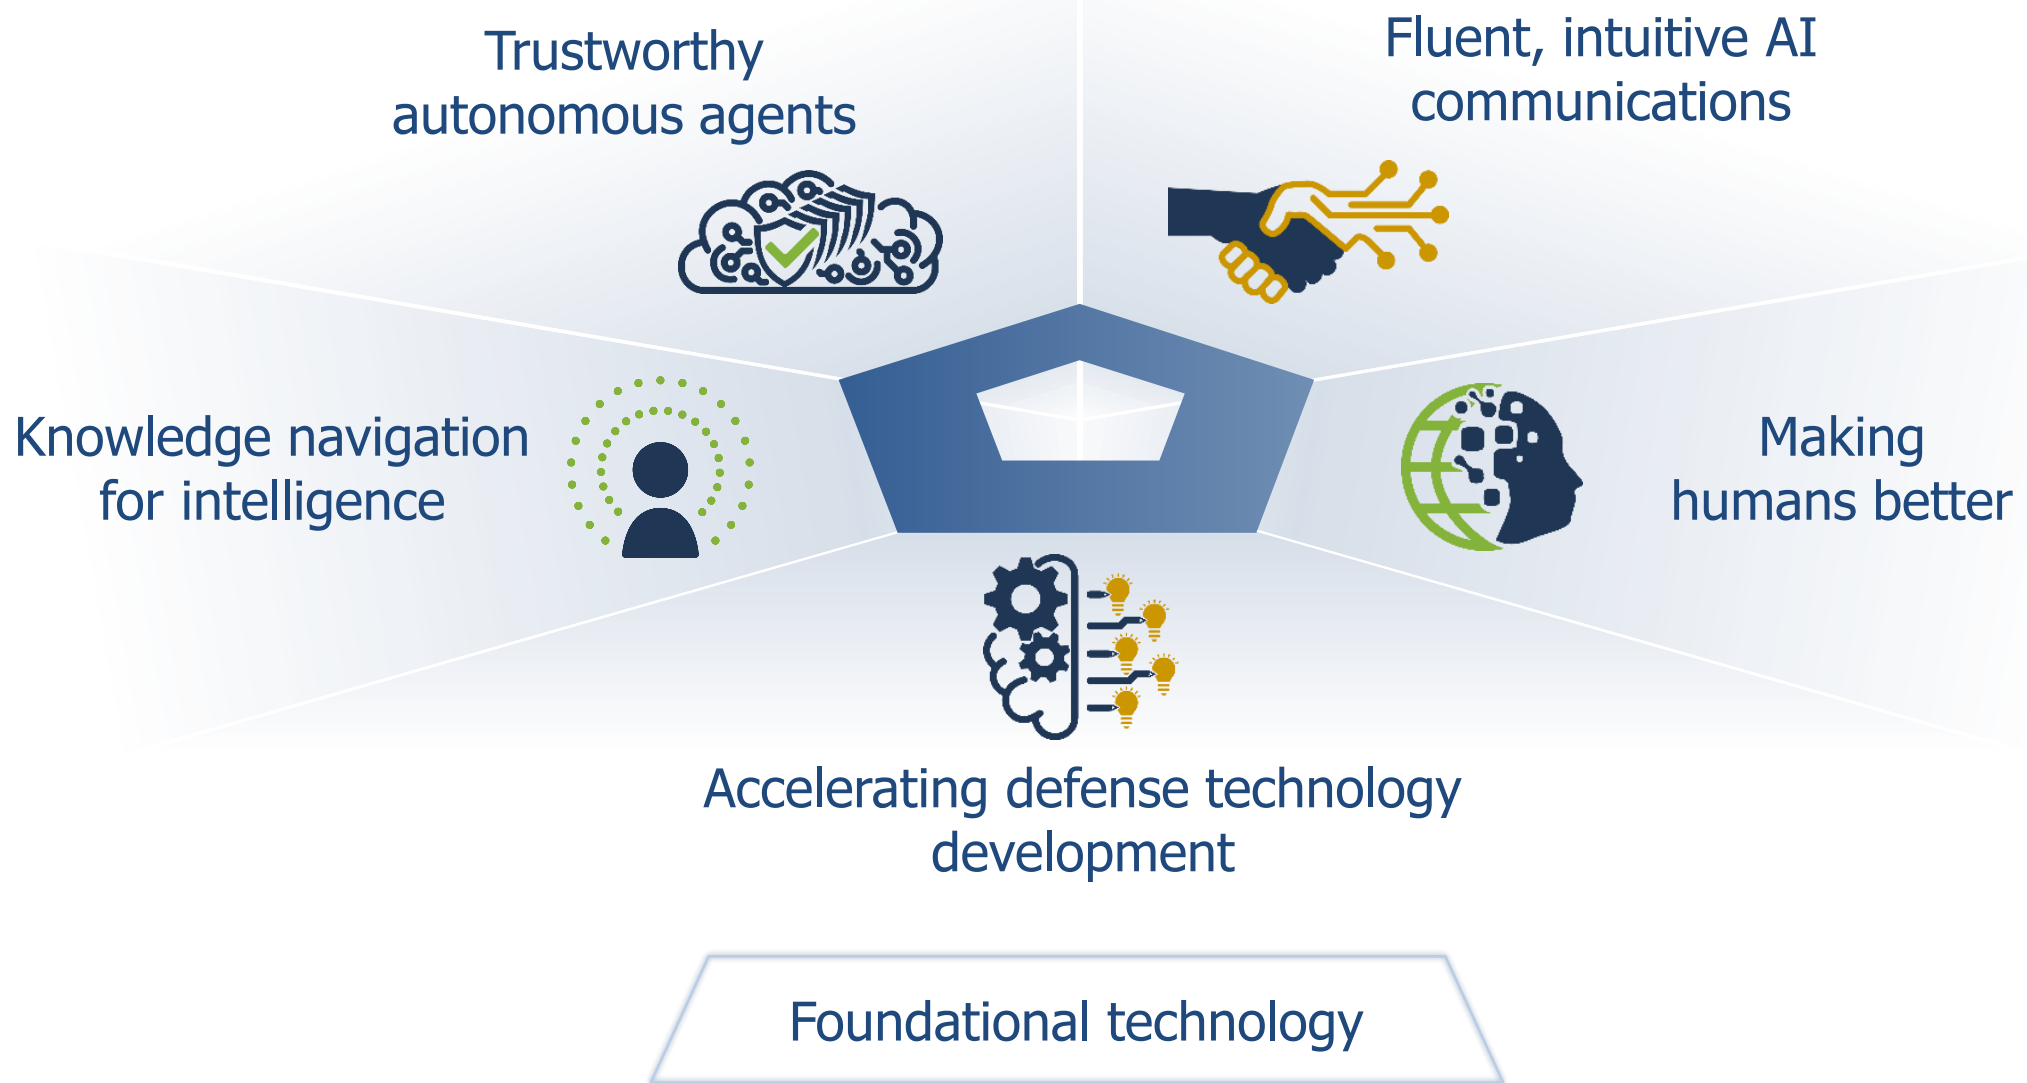 Trustworthy
autonomous agents
Fluent, intuitive AI
communications
Knowledge navigation
for intelligence
Making
humans better
Accelerating defense technology
development
Foundational technology